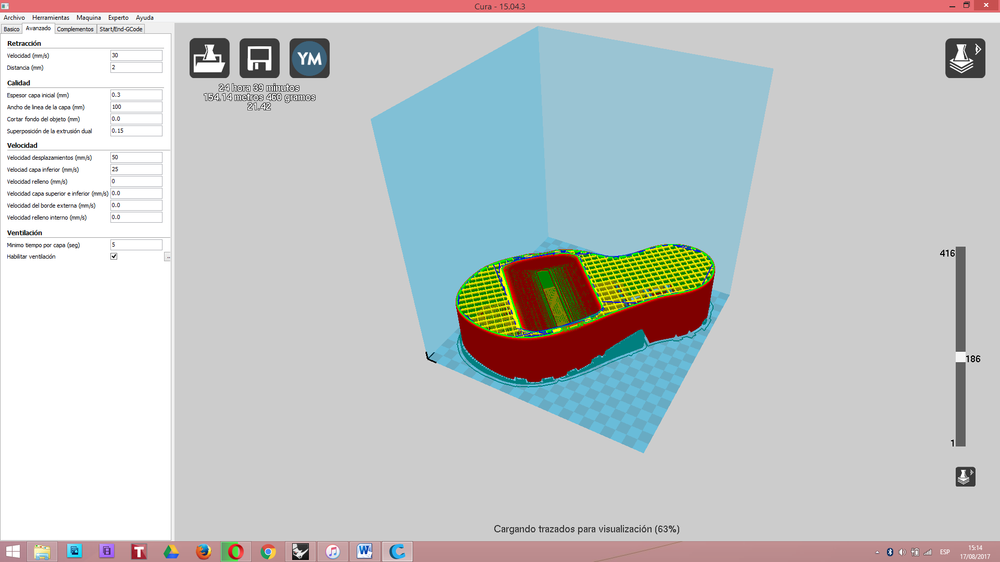 Cura - 15.04.3
Archivo Herramientas Maquina Experto Ayuda
Basico Avanzado Complementos Start/End-GCode
Retracción
Velocidad (mm/s) 30
Distancia (mm) 2
Calidad
Espesor capa inicial (mm) 0.3
Ancho de linea de la capa (mm) 100
Cortar fondo del objeto (mm) 0.0
Superposición de la extrusión dual 0.15
Velocidad
Velocidad desplazamientos (mm/s) 50
Velociad capa inferior (mm/s) 25
Velocidad relleno (mm/s) 0
Velocidad capa superior e inferior (mm/s) 0.0
Velocidad del borde externa (mm/s) 0.0
Velocidad relleno interno (mm/s) 0.0
Ventilación
Minimo tiempo por capa (seg) 5
Habilitar ventilación ..
YM
24 hora 39 minutos
154.14 metros 460 gramos
21.42
416
186
1
Cargando trazados para visualización (63%)
ESP
15:14
17/08/2017